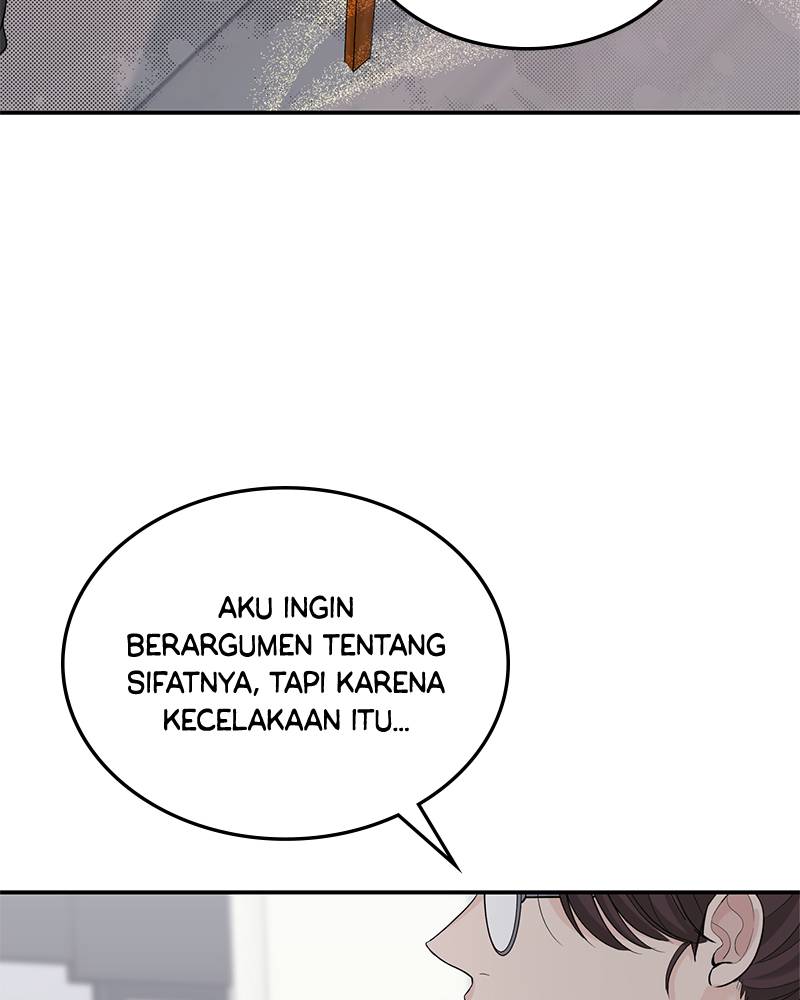 AKU INGIN
BERARGUMEN TENTANG
SIFATNYA, TAPI KARENA
KECELAKAAN ITU...